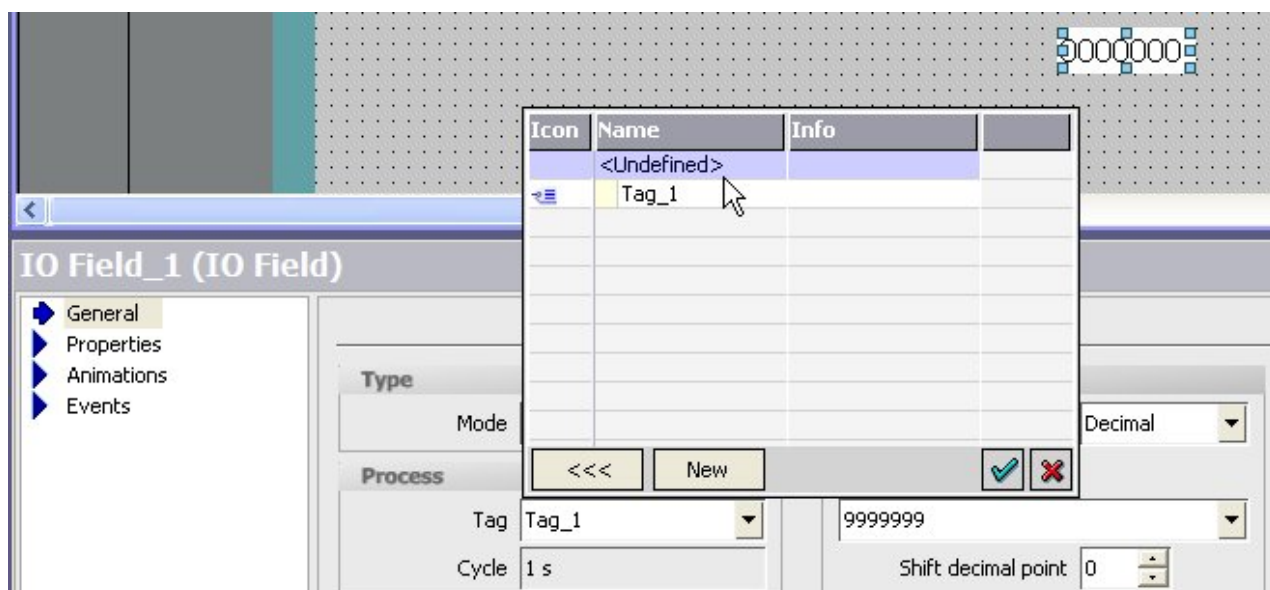 0000000
Icon Name Info
<Undefined>
Tag_1
IO Field_1 (IO Field)
General
Properties
Animations
Events
Type
Mode
Decimal
<<< New
Process
Tag Tag_1
9999999
Cycle 1 s
Shift decimal point 0